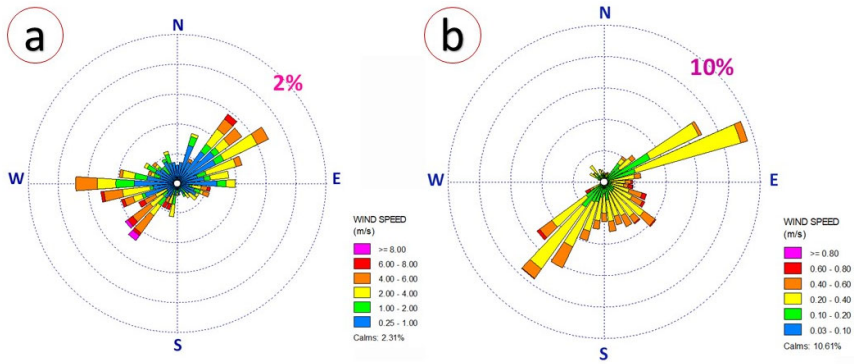 a
N
2%
W
E
S
WIND SPEED
(m/s)
>= 8.00
6.00 - 8.00
4.00 - 6.00
2.00 - 4.00
1.00 - 2.00
0.25 - 1.00
Calms: 2.31%
b
N
10%
W
E
S
WIND SPEED
(m/s)
>= 0.80
0.60 - 0.80
0.40 - 0.60
0.20 - 0.40
0.10 - 0.20
0.03 - 0.10
Calms: 10.61%